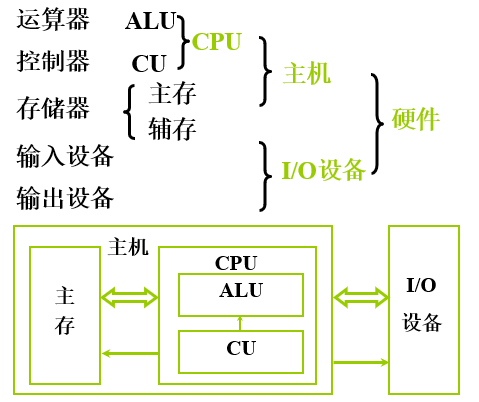 运算器 ALU
CPU
控制器 CU
主机
存储器 主存
辅存
硬件
输入设备
I/O设备
输出设备
主机
CPU
ALU
主
存
I/O
设备
CU